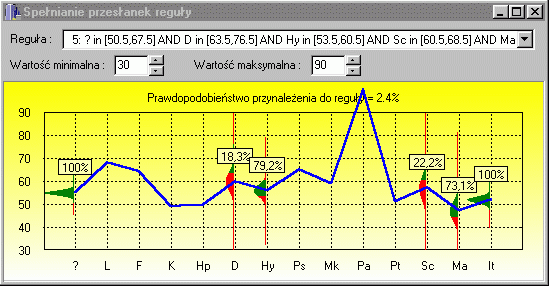 Spełnianie przesłanek reguły
Reguła : 5: ? in [50.5,67.5] AND D in [63.5,76.5] AND Hy in [53.5,60.5] AND Sc in [60.5,68.5] AND Ma
Wartość minimalna : 30 Wartość maksymalna : 90
Prawdopodobieństwo przynależenia do reguły = 2.4%
90
80
70
60
50
40
30
100%
18,3%
79,2%
22,2%
73,1%
100%
? L F K Hp D Hy Ps Mk Pa Pt Sc Ma It